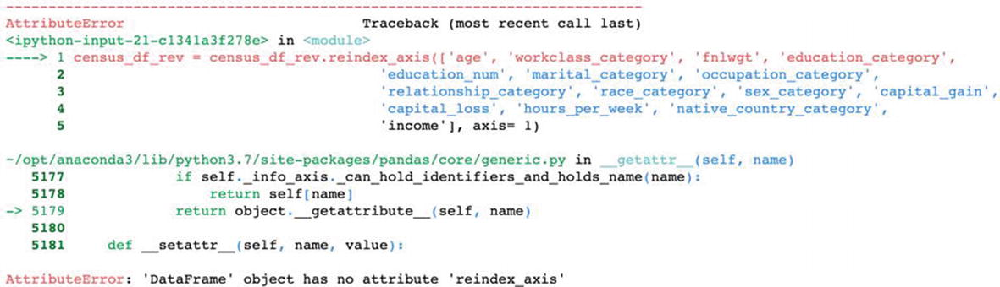 ---------------------------------------------------------------------------
AttributeError                            Traceback (most recent call last)
<ipython-input-21-c1341a3f278e> in <module>
----> 1 census_df_rev = census_df_rev.reindex_axis(['age', 'workclass_category', 'fnlwgt', 'education_category',
      2                                             'education_num', 'marital_category', 'occupation_category',
      3                                             'relationship_category', 'race_category', 'sex_category', 'capital_gain',
      4                                             'capital_loss', 'hours_per_week', 'native_country_category',
      5                                             'income'], axis= 1)
~/opt/anaconda3/lib/python3.7/site-packages/pandas/core/generic.py in __getattr__(self, name)
   5177             if self._info_axis._can_hold_identifiers_and_holds_name(name):
   5178                 return self[name]
-> 5179             return object.__getattribute__(self, name)
   5180
   5181     def __setattr__(self, name, value):
AttributeError: 'DataFrame' object has no attribute 'reindex_axis'